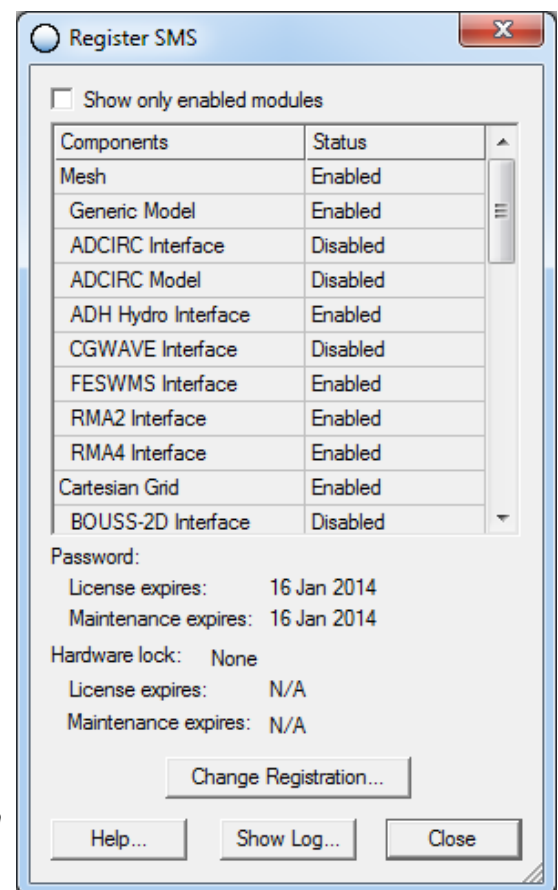 Register SMS
Show only enabled modules
Components Status
Mesh Enabled
Generic Model Enabled
ADCIRC Interface Disabled
ADCIRC Model Disabled
ADH Hydro Interface Enabled
CGWAVE Interface Disabled
FESWMS Interface Enabled
RMA2 Interface Enabled
RMA4 Interface Enabled
Cartesian Grid Enabled
BOUSS-2D Interface Disabled
Password:
License expires: 16 Jan 2014
Maintenance expires: 16 Jan 2014
Hardware lock: None
License expires: N/A
Maintenance expires: N/A
Change Registration...
Help... Show Log... Close